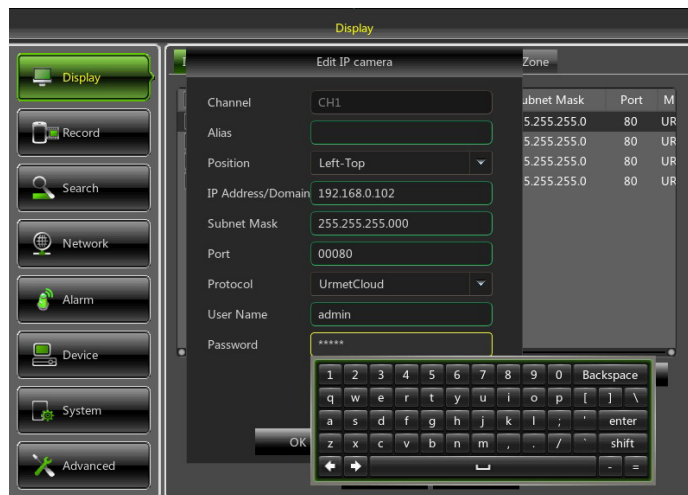 Display
Display
Record
Search
Network
Alarm
Device
System
Advanced
Edit IP camera
Zone
Channel CH1
Alias
Position Left-Top
IP Address/Domain 192.168.0.102
Subnet Mask 255.255.255.000
Port 00080
Protocol UrmetCloud
User Name admin
Password *****
ubnet Mask Port M
5.255.255.0 80 UR
5.255.255.0 80 UR
5.255.255.0 80 UR
5.255.255.0 80 UR
1 2 3 4 5 6 7 8 9 0 Backspace
q w e r t y u i o p [ ] \
a s d f g h j k l ; ' enter
z x c v b n m , . / ` shift
- =
OK